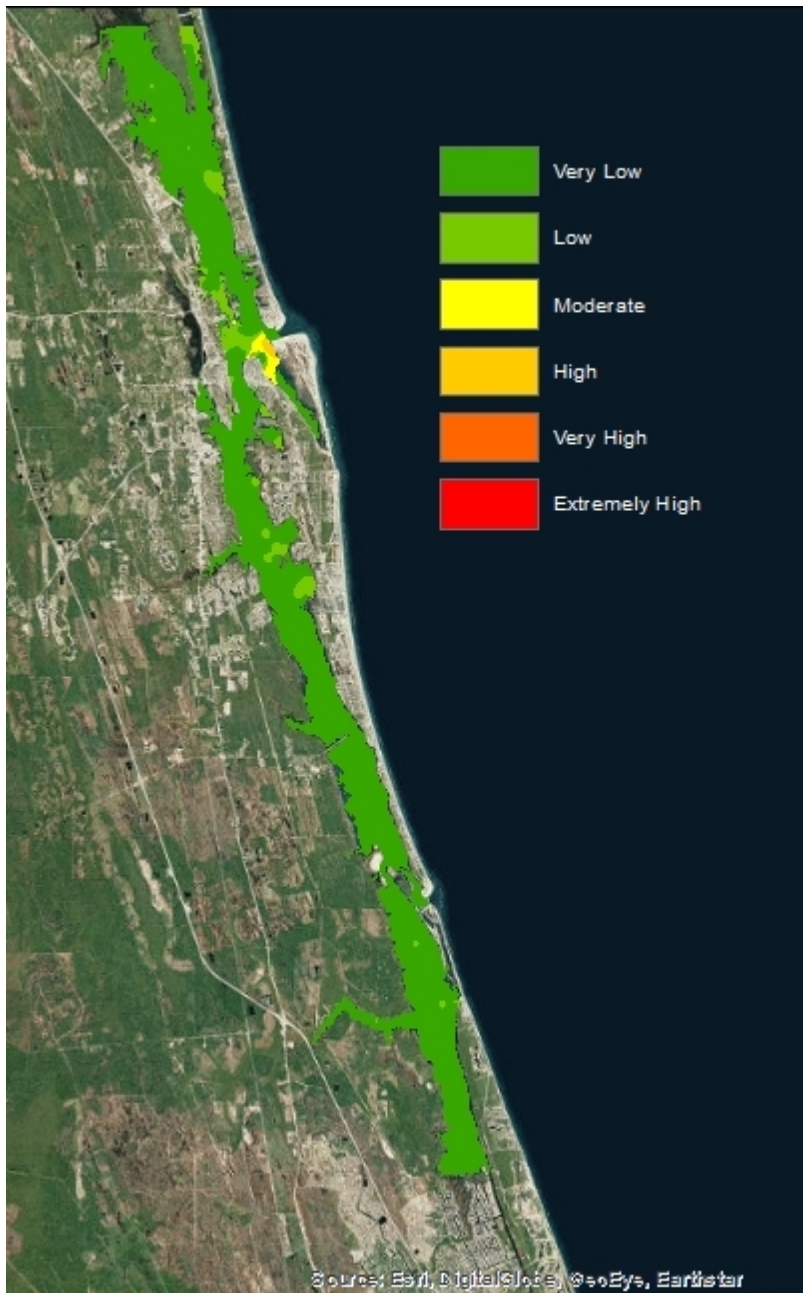 Very Low
Low
Moderate
High
Very High
Extremely High
Source: Esri, DigitalGlobe, GeoEye, Earthstar